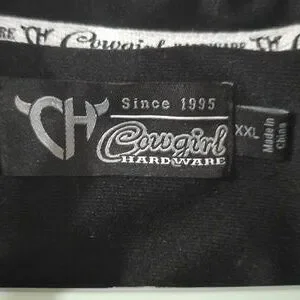 CH Cowgirl HARDWARE CH
CH
Since 1995
Cowgirl
HARDWARE
XXL
Made in
China